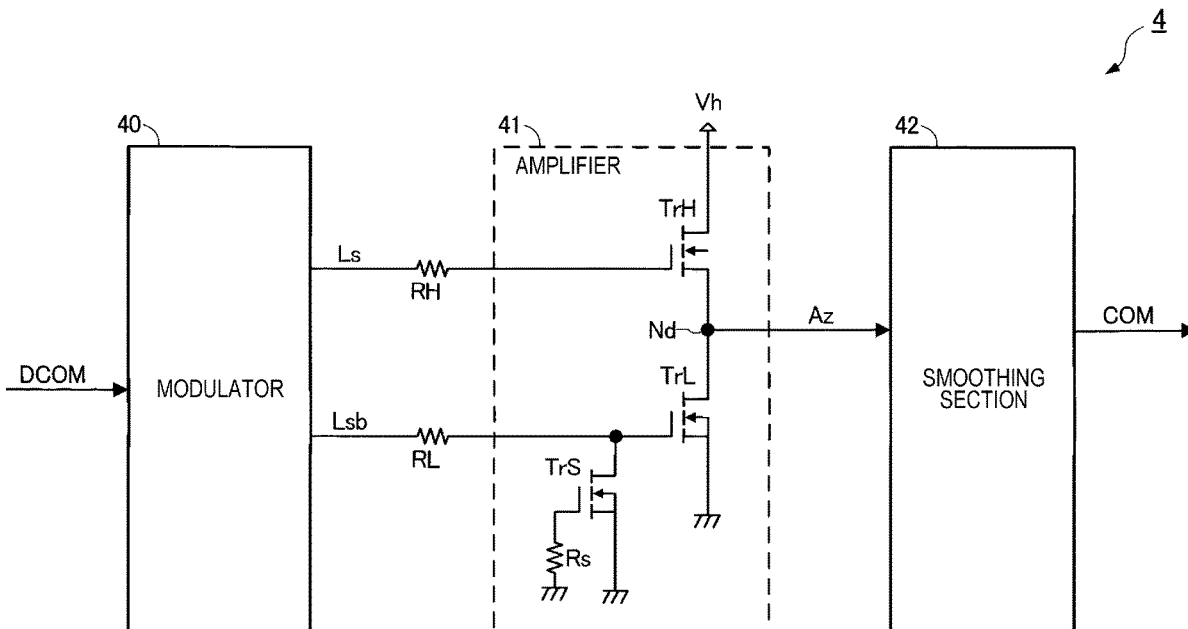 4
40
41
42
Vh
AMPLIFIER
TrH
Ls
RH
Nd
Az
COM
DCOM
MODULATOR
TrL
SMOOTHING
SECTION
Lsb
RL
TrS
Rs